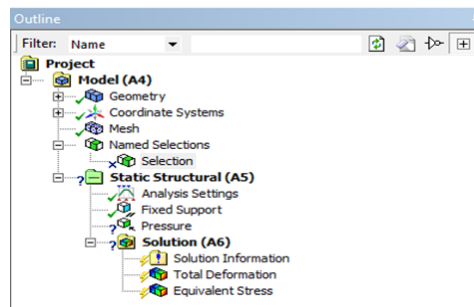 Outline
Filter: Name
Project
Model (A4)
Geometry
Coordinate Systems
Mesh
Named Selections
Selection
Static Structural (A5)
Analysis Settings
Fixed Support
Pressure
Solution (A6)
Solution Information
Total Deformation
Equivalent Stress